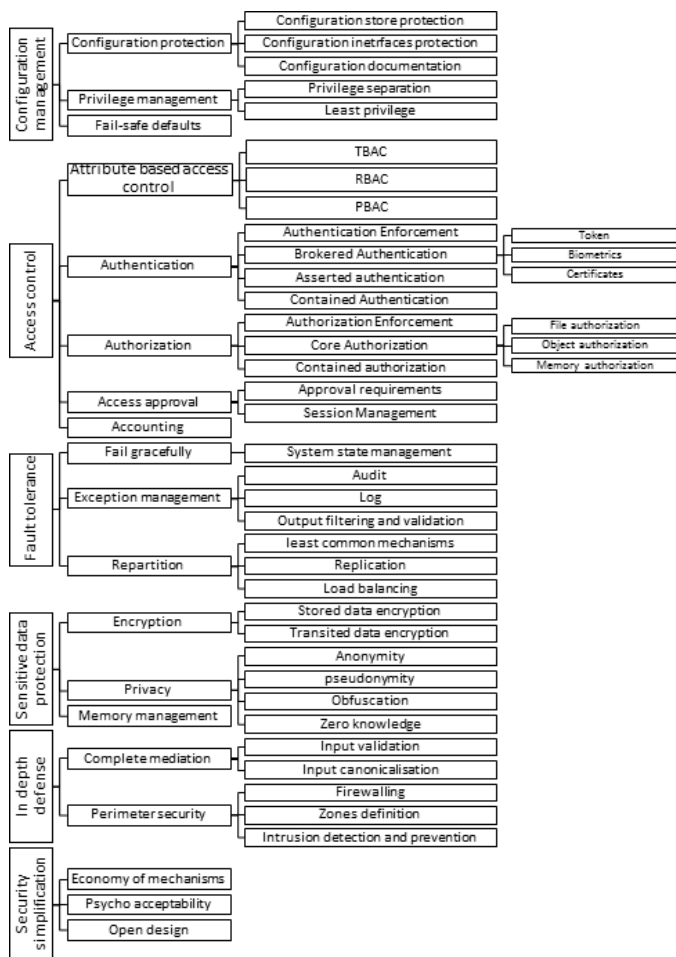 Configuration
management
Configuration protection
Configuration store protection
Configuration inetrfaces protection
Configuration documentation
Privilege management
Privilege separation
Least privilege
Fail-safe defaults
Access control
Attribute based access
control
TBAC
RBAC
PBAC
Authentication
Authentication Enforcement
Brokered Authentication
Token
Biometrics
Certificates
Asserted authentication
Contained Authentication
Authorization
Authorization Enforcement
Core Authorization
File authorization
Object authorization
Memory authorization
Contained authorization
Access approval
Approval requirements
Session Management
Accounting
Fault tolerance
Fail gracefully
System state management
Exception management
Audit
Log
Output filtering and validation
Repartition
least common mechanisms
Replication
Load balancing
Sensitive data
protection
Encryption
Stored data encryption
Transited data encryption
Privacy
Anonymity
pseudonymity
Obfuscation
Zero knowledge
Memory management
In depth
defense
Complete mediation
Input validation
Input canonicalisation
Perimeter security
Firewalling
Zones definition
Intrusion detection and prevention
Security
simplification
Economy of mechanisms
Psycho acceptability
Open design